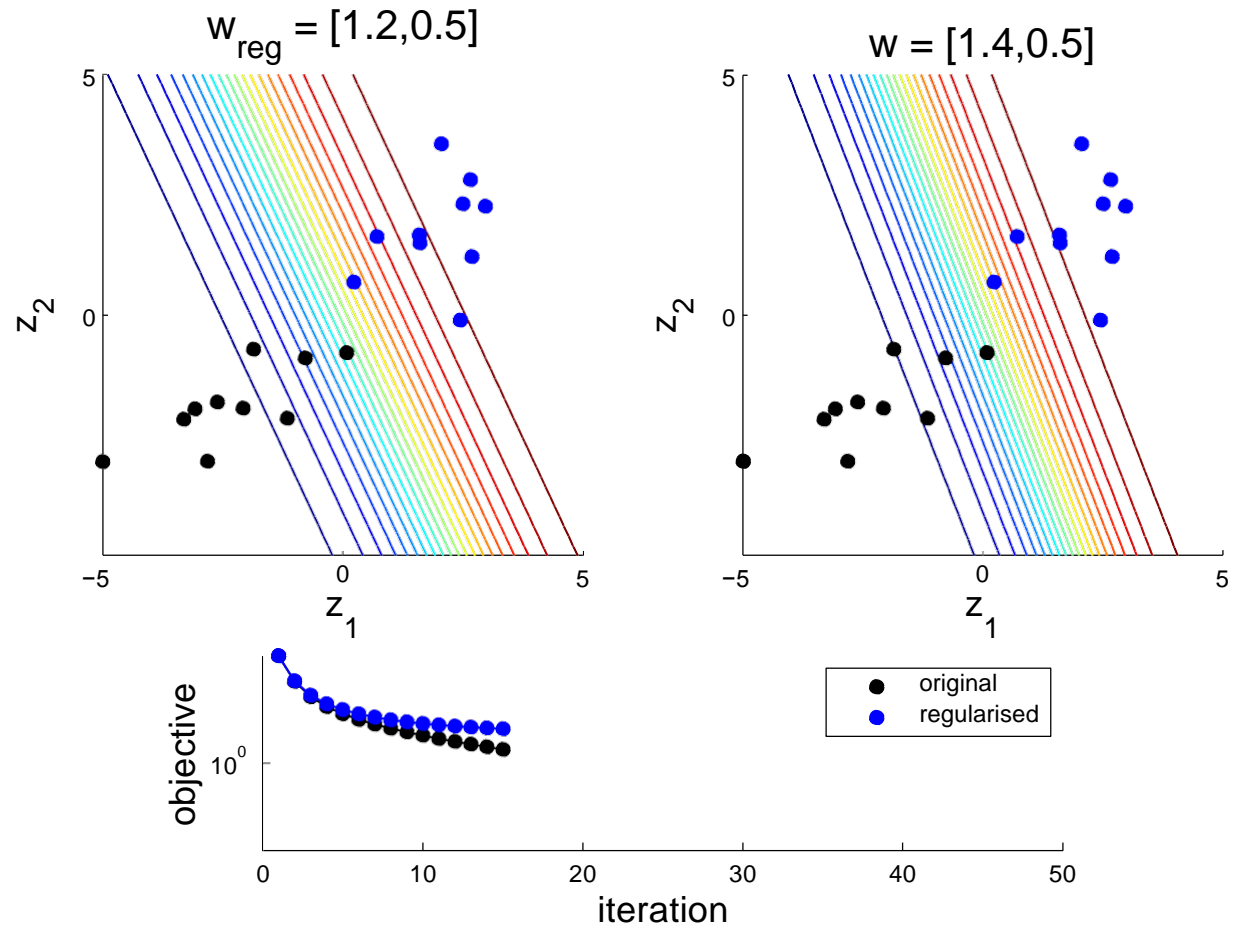 w_reg = [1.2,0.5]
w = [1.4,0.5]
5
0
−5
0
5
z_2
z_1
5
0
−5
0
5
z_2
z_1
objective
10^0
0
10
20
30
40
50
iteration
original
regularised